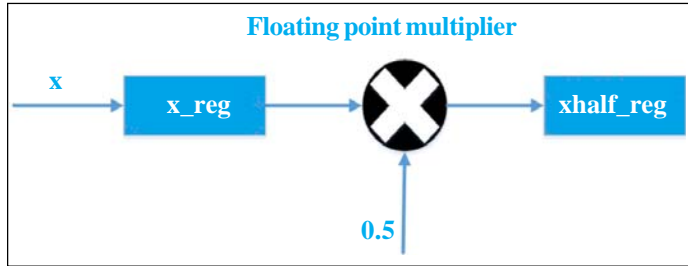 Floating point multiplier
x
x_reg
xhalf_reg
0.5